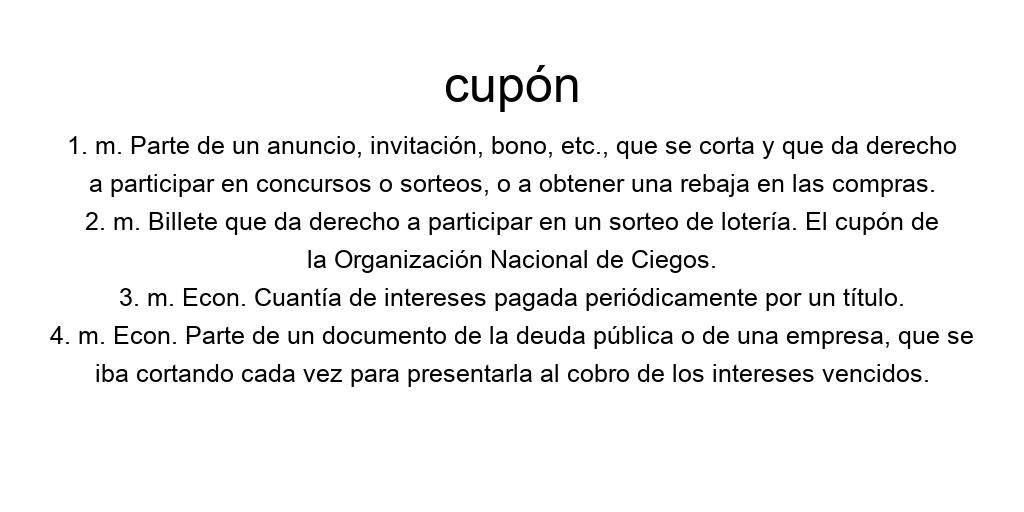 cupón
1. m. Parte de un anuncio, invitación, bono, etc., que se corta y que da derecho
a participar en concursos o sorteos, o a obtener una rebaja en las compras.
2. m. Billete que da derecho a participar en un sorteo de lotería. El cupón de
la Organización Nacional de Ciegos.
3. m. Econ. Cuantía de intereses pagada periódicamente por un título.
4. m. Econ. Parte de un documento de la deuda pública o de una empresa, que se
iba cortando cada vez para presentarla al cobro de los intereses vencidos.